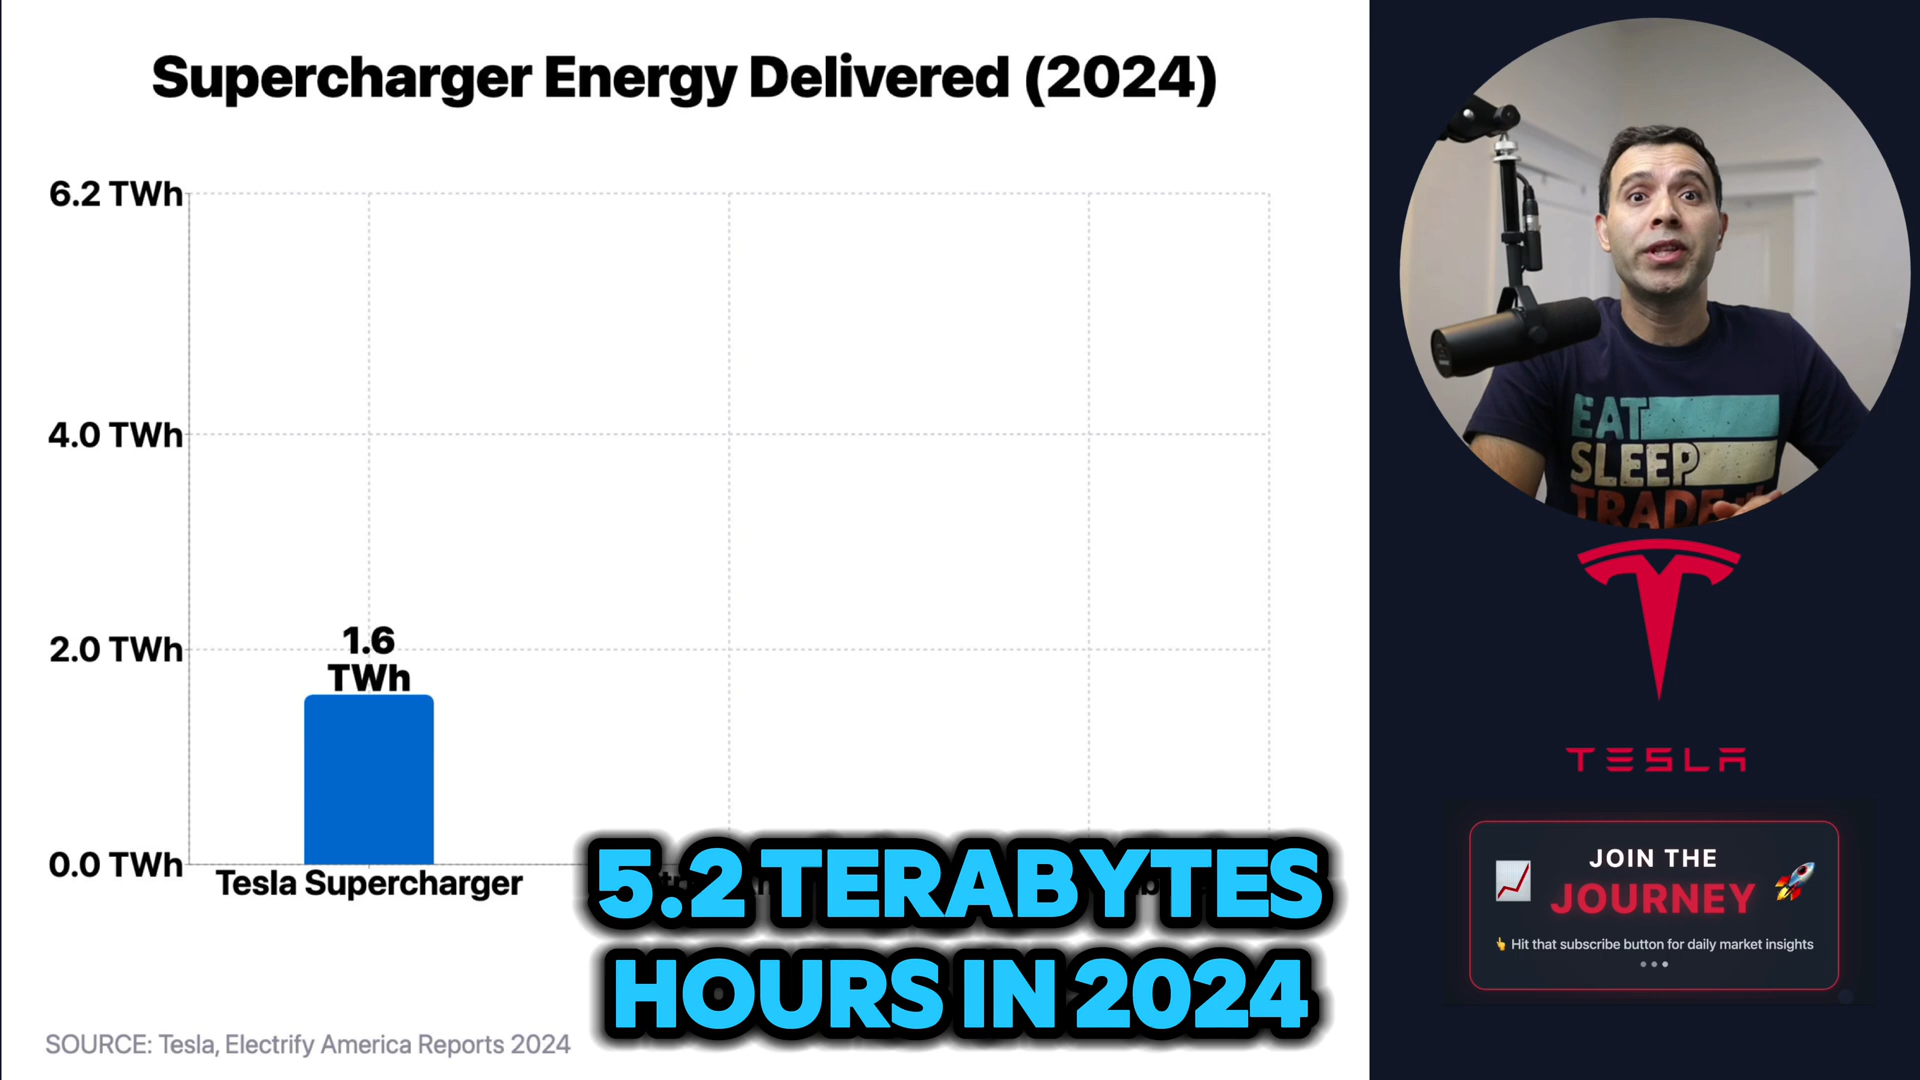 Supercharger Energy Delivered (2024)
6.2 TWh
4.0 TWh
2.0 TWh
0.0 TWh
1.6
TWh
Tesla Supercharger
5.2 TERABYTES
HOURS IN 2024
SOURCE: Tesla, Electrify America Reports 2024
EAT
SLEEP
TRADE
TESLA
JOIN THE
JOURNEY
👆 Hit that subscribe button for daily market insights